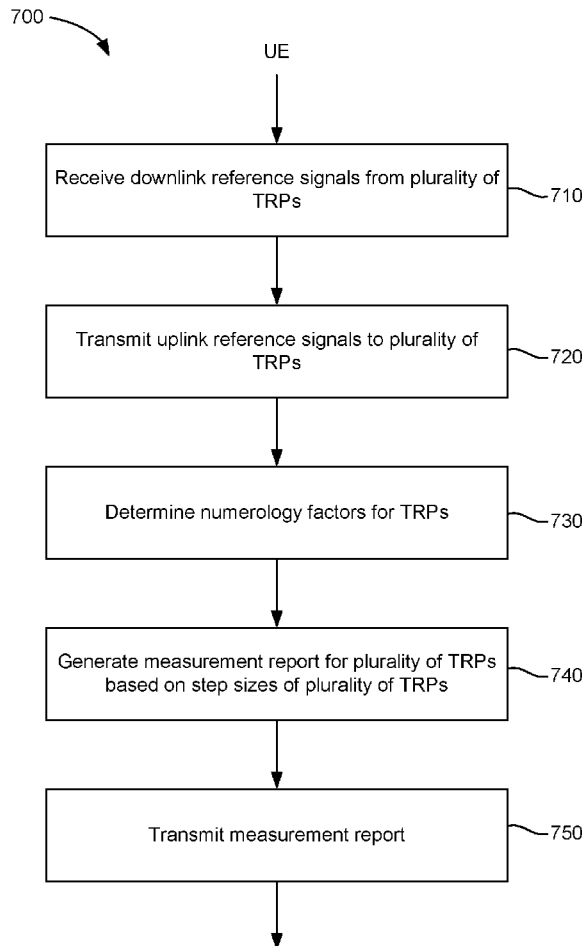 700
UE
Receive downlink reference signals from plurality of
TRPs
710
Transmit uplink reference signals to plurality of
TRPs
720
Determine numerology factors for TRPs
730
Generate measurement report for plurality of TRPs
based on step sizes of plurality of TRPs
740
Transmit measurement report
750